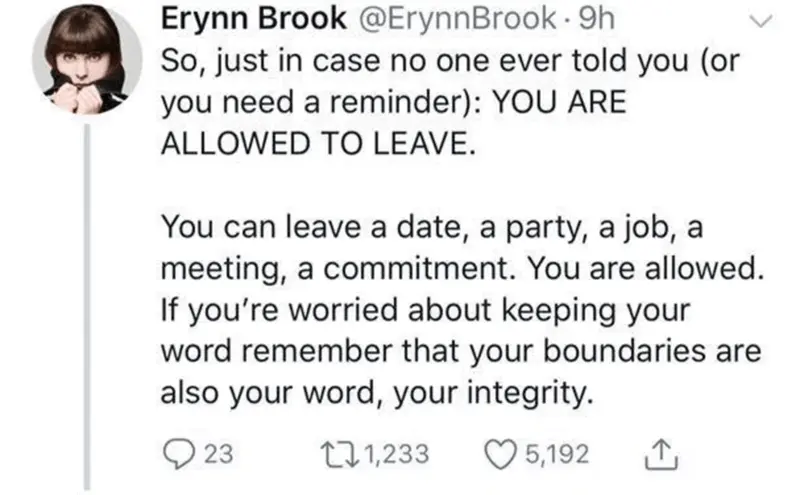 Erynn Brook @ErynnBrook · 9h
So, just in case no one ever told you (or
you need a reminder): YOU ARE
ALLOWED TO LEAVE.
You can leave a date, a party, a job, a
meeting, a commitment. You are allowed.
If you’re worried about keeping your
word remember that your boundaries are
also your word, your integrity.
23 1,233 5,192